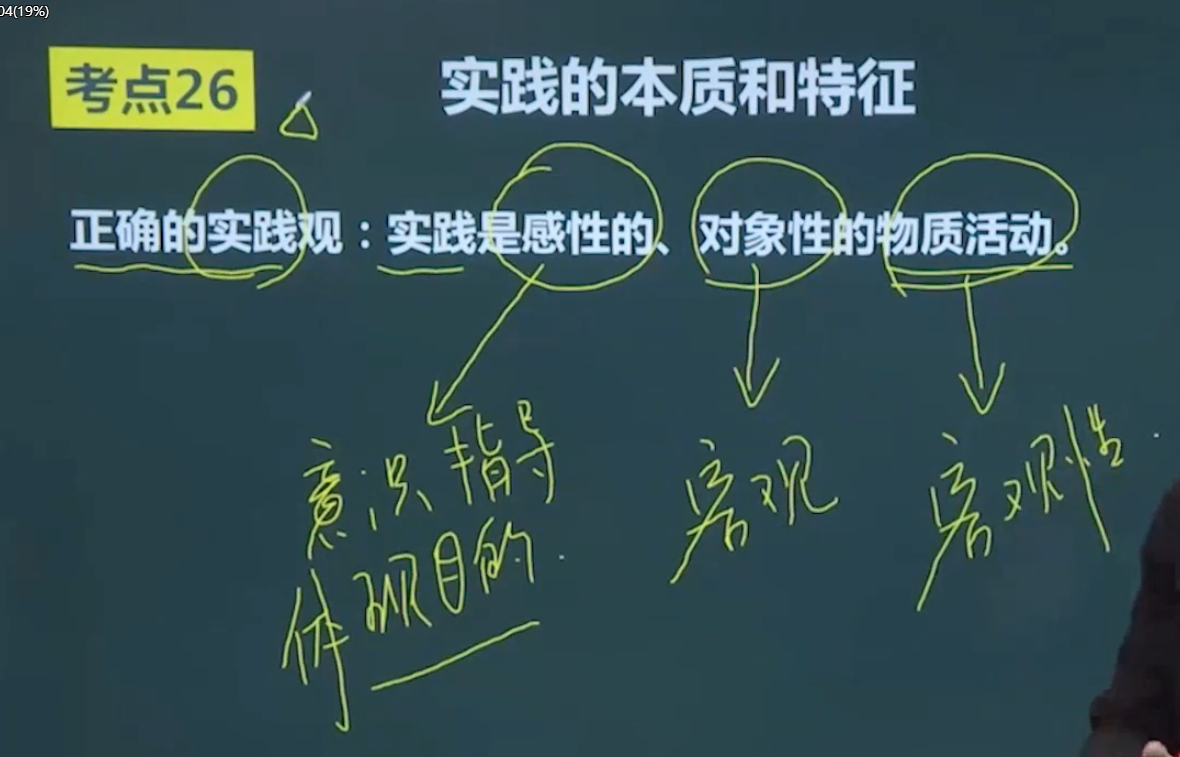 04(19%)
考点26
实践的本质和特征
正确的实践观：实践是感性的、对象性的物质活动。
意识指导
体现目的
客观
客观性